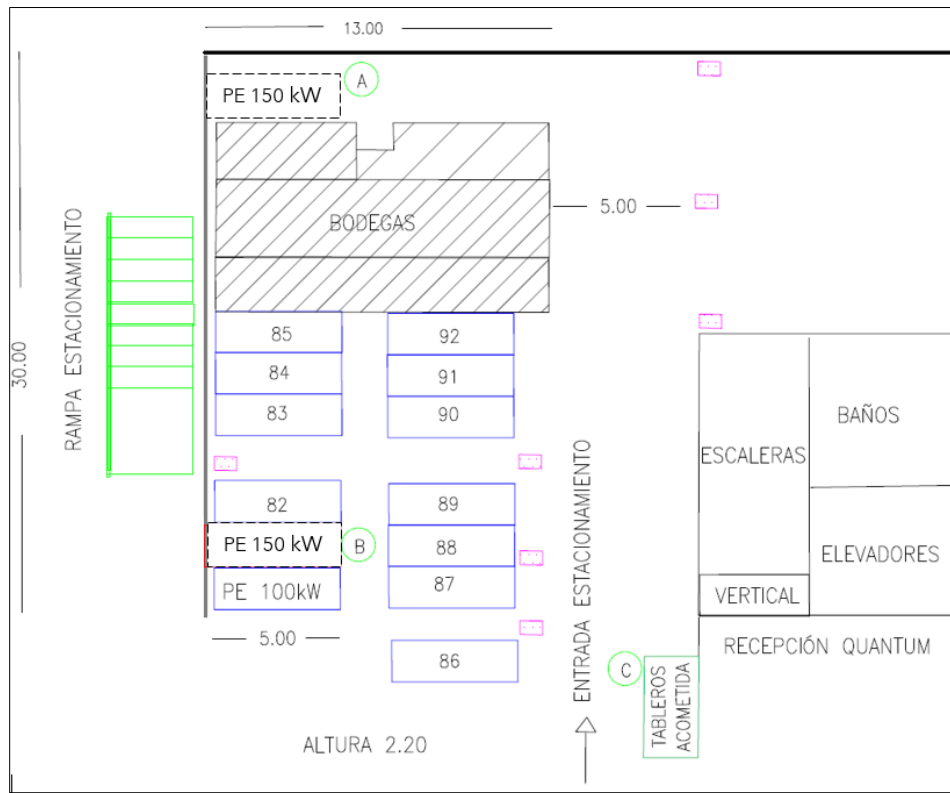 13.00
PE 150 kW
A
BODEGAS
5.00
RAMPA ESTACIONAMIENTO
30.00
85
92
84
91
83
90
BAÑOS
ESCALERAS
82
89
PE 150 kW
B
88
ELEVADORES
PE 100kW
87
VERTICAL
5.00
86
ENTRADA ESTACIONAMIENTO
RECEPCIÓN QUANTUM
C
TABLEROS
ACOMETIDA
ALTURA 2.20